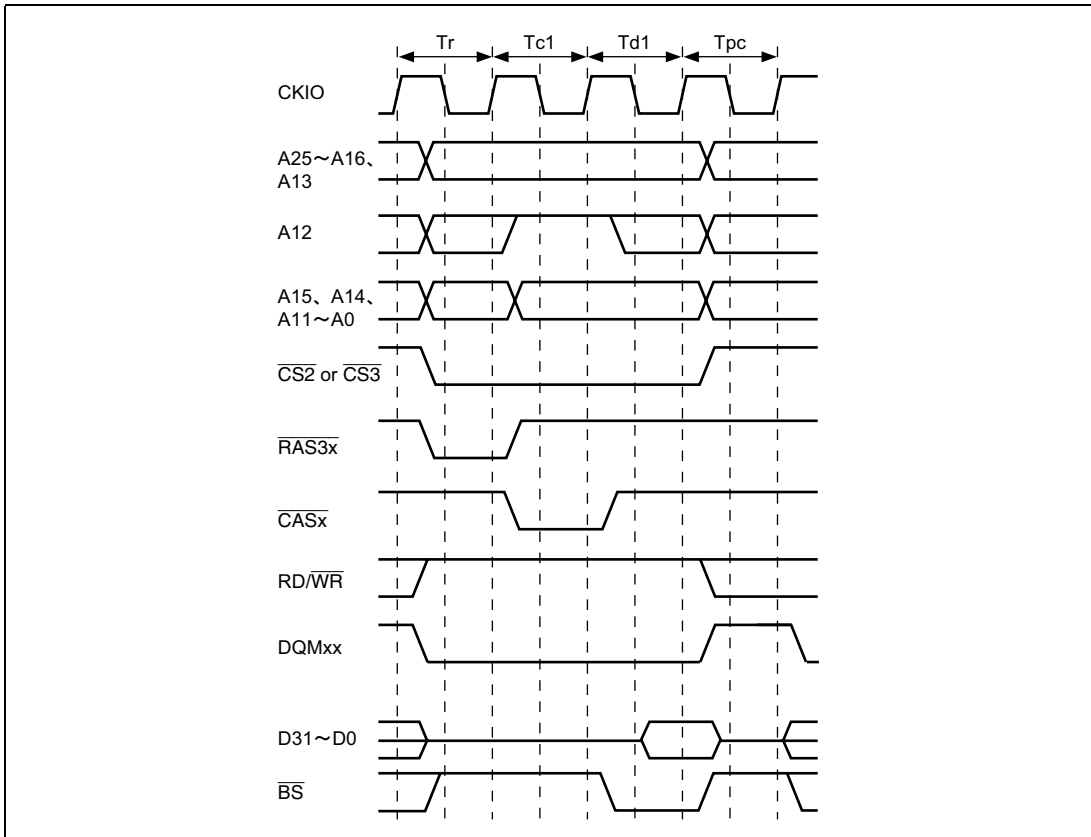 Tr Tc1 Td1 Tpc
CKIO
A25～A16、
A13
A12
A15、A14、
A11～A0
CS2 or CS3
RAS3x
CASx
RD/WR
DQMxx
D31～D0
BS